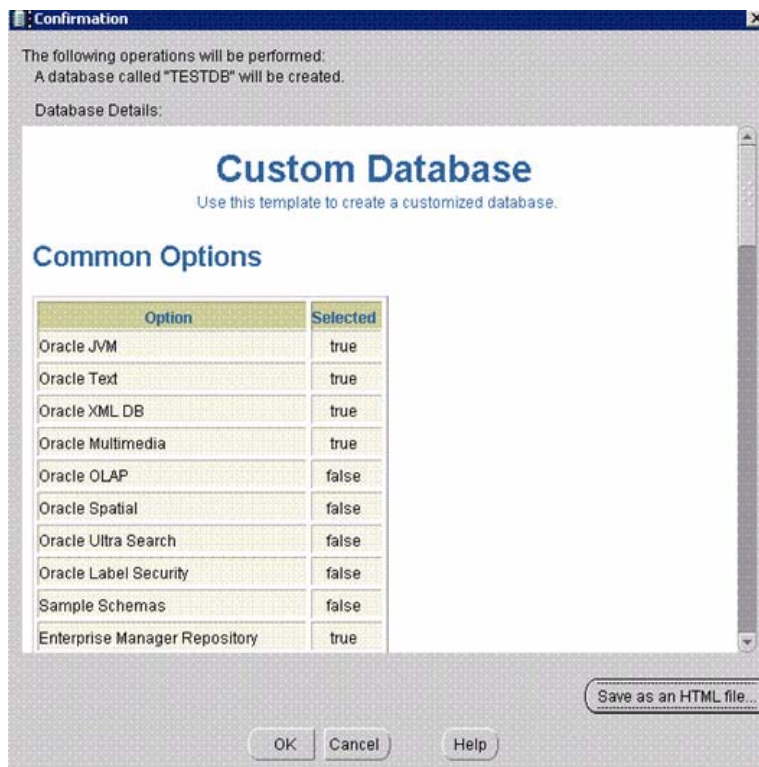 Confirmation
The following operations will be performed:
A database called "TESTDB" will be created.
Database Details:
Custom Database
Use this template to create a customized database.
Common Options
Option Selected
Oracle JVM true
Oracle Text true
Oracle XML DB true
Oracle Multimedia true
Oracle OLAP false
Oracle Spatial false
Oracle Ultra Search false
Oracle Label Security false
Sample Schemas false
Enterprise Manager Repository true
Save as an HTML file...
OK Cancel Help